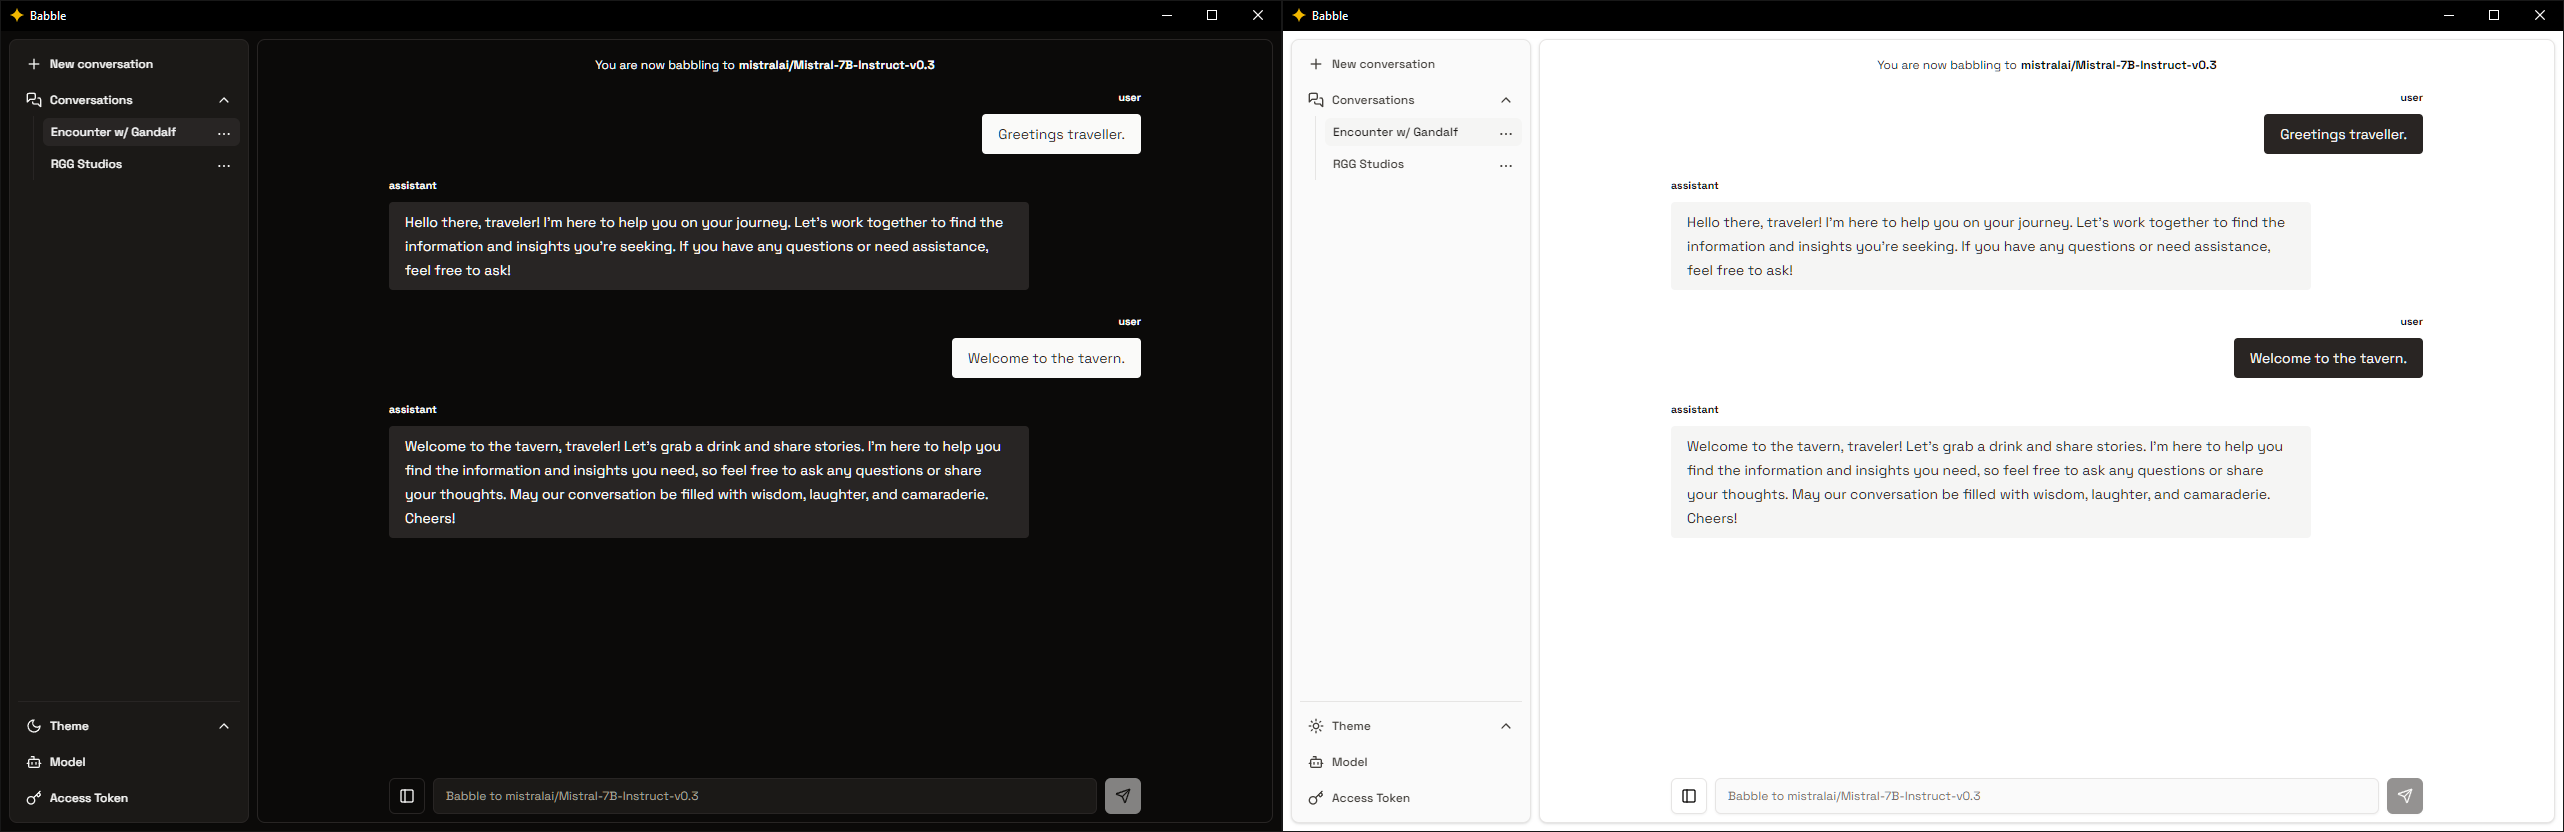 Babble
New conversation
Conversations
Encounter w/ Gandalf
RGG Studios
Theme
Model
Access Token
You are now babbling to mistralai/Mistral-7B-Instruct-v0.3
user
Greetings traveller.
assistant
Hello there, traveler! I'm here to help you on your journey. Let's work together to find the
information and insights you're seeking. If you have any questions or need assistance,
feel free to ask!
user
Welcome to the tavern.
assistant
Welcome to the tavern, traveler! Let's grab a drink and share stories. I'm here to help you
find the information and insights you need, so feel free to ask any questions or share
your thoughts. May our conversation be filled with wisdom, laughter, and camaraderie.
Cheers!
Babble to mistralai/Mistral-7B-Instruct-v0.3
Babble
New conversation
Conversations
Encounter w/ Gandalf
RGG Studios
Theme
Model
Access Token
You are now babbling to mistralai/Mistral-7B-Instruct-v0.3
user
Greetings traveller.
assistant
Hello there, traveler! I'm here to help you on your journey. Let's work together to find the
information and insights you're seeking. If you have any questions or need assistance,
feel free to ask!
user
Welcome to the tavern.
assistant
Welcome to the tavern, traveler! Let's grab a drink and share stories. I'm here to help you
find the information and insights you need, so feel free to ask any questions or share
your thoughts. May our conversation be filled with wisdom, laughter, and camaraderie.
Cheers!
Babble to mistralai/Mistral-7B-Instruct-v0.3